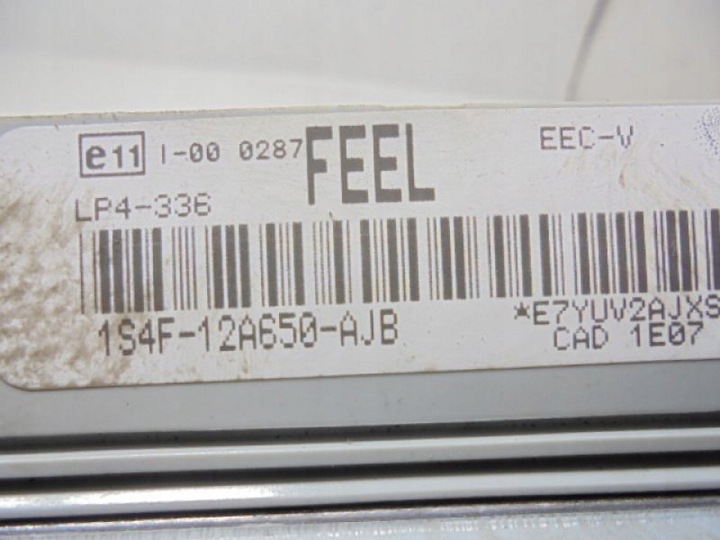 e11 I-00 0287 FEEL EEC-V
LP4-336
1S4F-12A650-AJB *E7YUV2AJXS
CAD 1E07